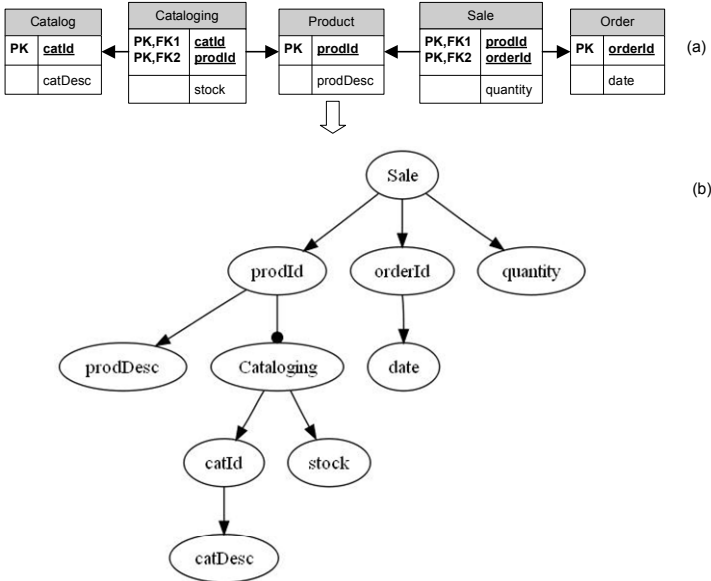 Catalog
PK catId
catDesc
Cataloging
PK,FK1 catId
PK,FK2 prodId
stock
Product
PK prodId
prodDesc
Sale
PK,FK1 prodId
PK,FK2 orderId
quantity
Order
PK orderId
date
(a)
(b)
Sale
prodId orderId quantity
prodDesc Cataloging date
catId stock
catDesc